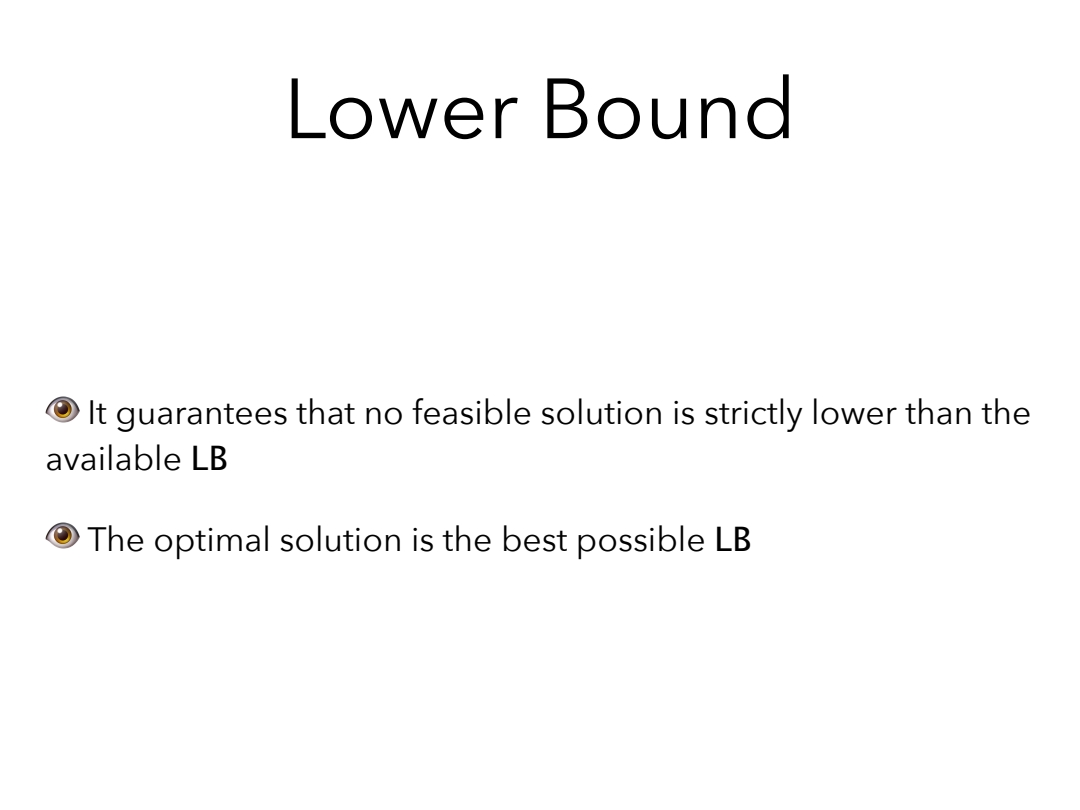 Lower Bound
👁 It guarantees that no feasible solution is strictly lower than the
available LB
👁 The optimal solution is the best possible LB